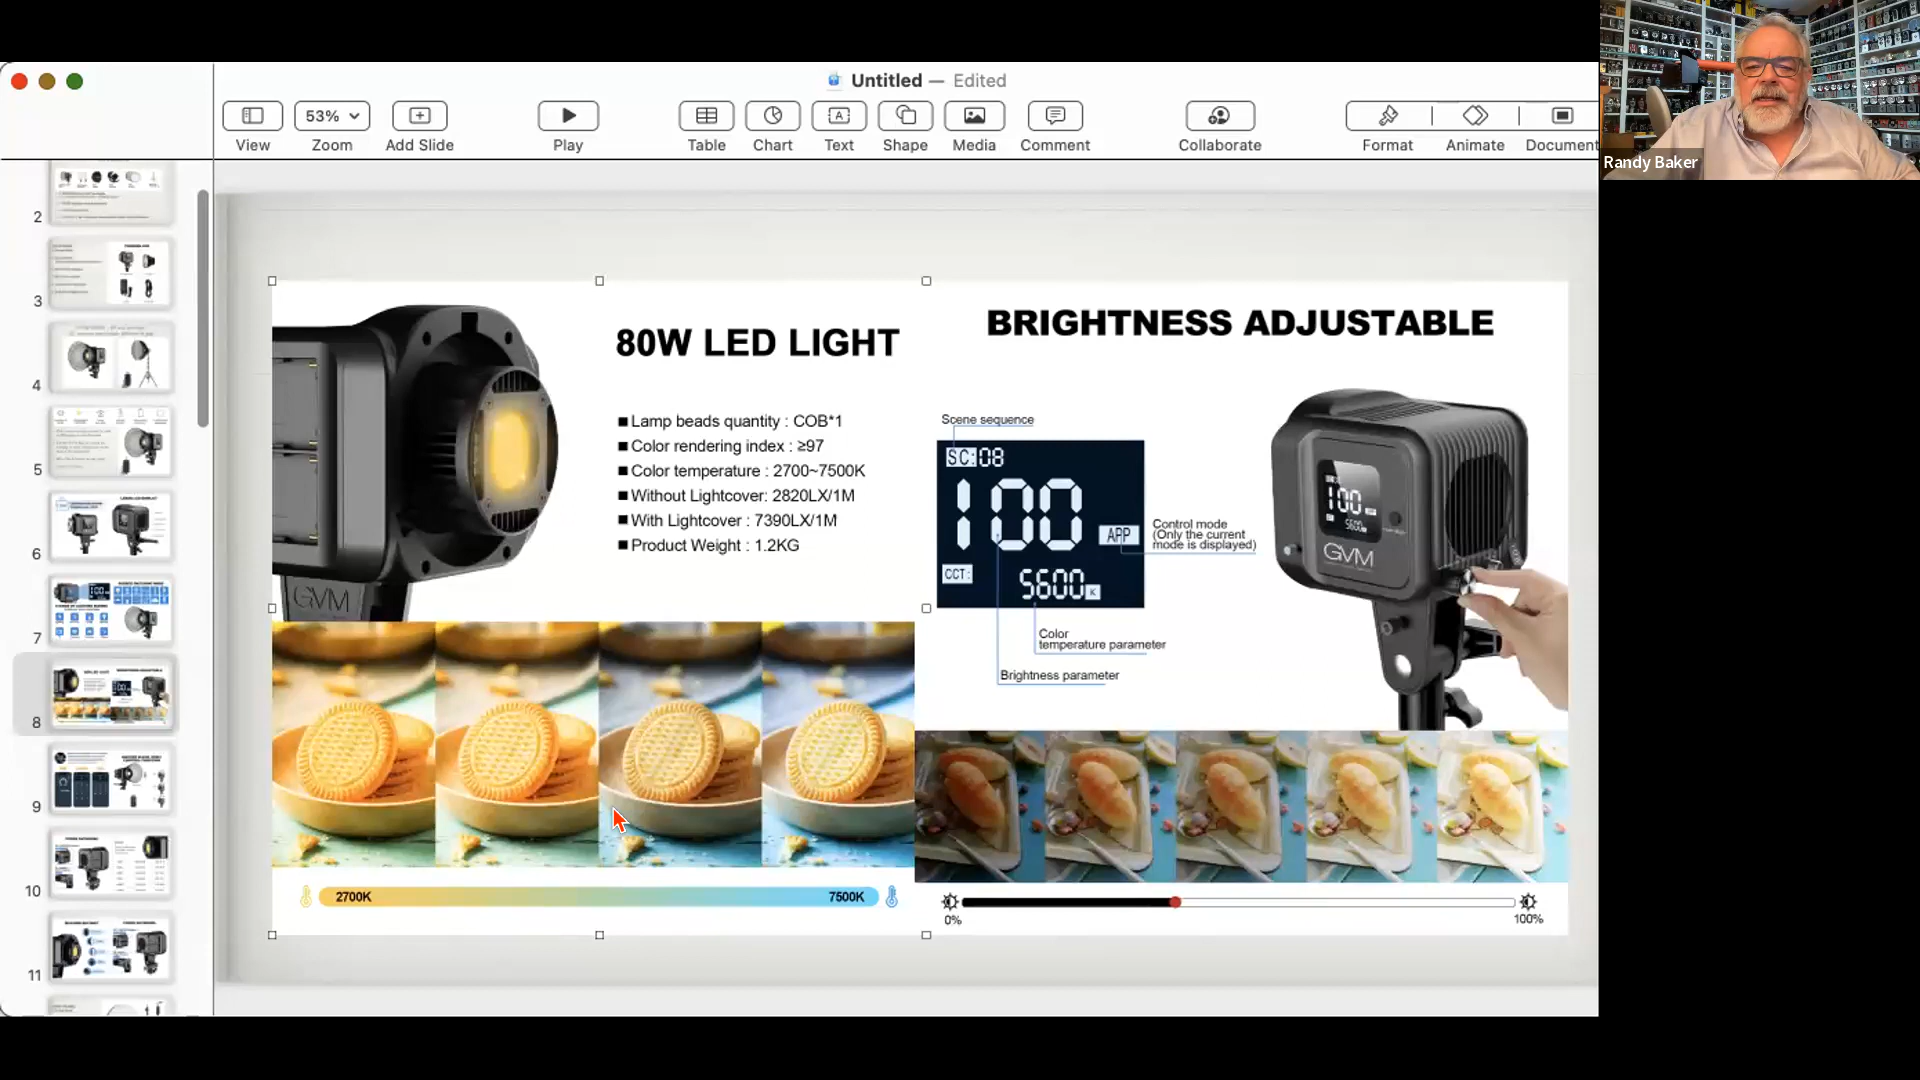 Untitled — Edited
53%
View
Zoom
Add Slide
Play
Table
Chart
Text
Shape
Media
Comment
Collaborate
Format
Animate
Document
Randy Baker
2
3
4
5
6
7
8
9
10
11
80W LED LIGHT
■ Lamp beads quantity : COB*1
■ Color rendering index : ≥97
■ Color temperature : 2700~7500K
■ Without Lightcover: 2820LX/1M
■ With Lightcover : 7390LX/1M
■ Product Weight : 1.2KG
GVM
2700K
7500K
BRIGHTNESS ADJUSTABLE
Scene sequence
SC:08
100
APP
CCT:
5600K
Control mode
(Only the current
mode is displayed)
Color
temperature parameter
Brightness parameter
100
5600
GVM
0%
100%